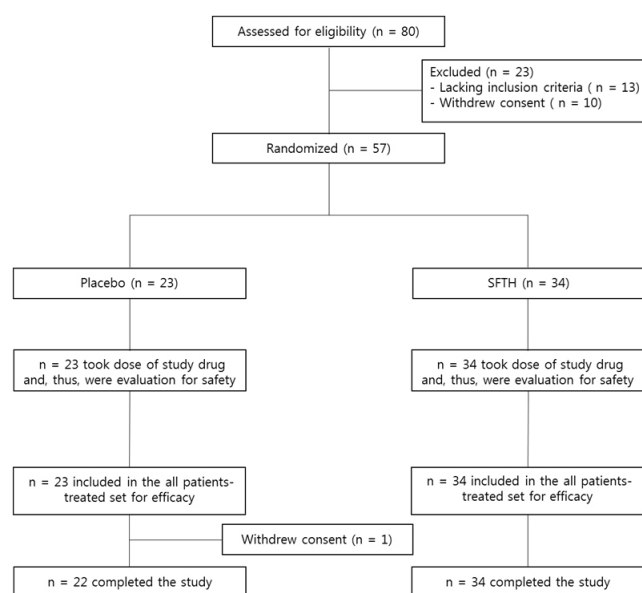 Assessed for eligibility (n = 80)
Excluded (n = 23)
- Lacking inclusion criteria ( n = 13)
- Withdrew consent ( n = 10)
Randomized (n = 57)
Placebo (n = 23)
SFTH (n = 34)
n = 23 took dose of study drug
and, thus, were evaluation for safety
n = 34 took dose of study drug
and, thus, were evaluation for safety
n = 23 included in the all patients-
treated set for efficacy
n = 34 included in the all patients-
treated set for efficacy
Withdrew consent (n = 1)
n = 22 completed the study
n = 34 completed the study